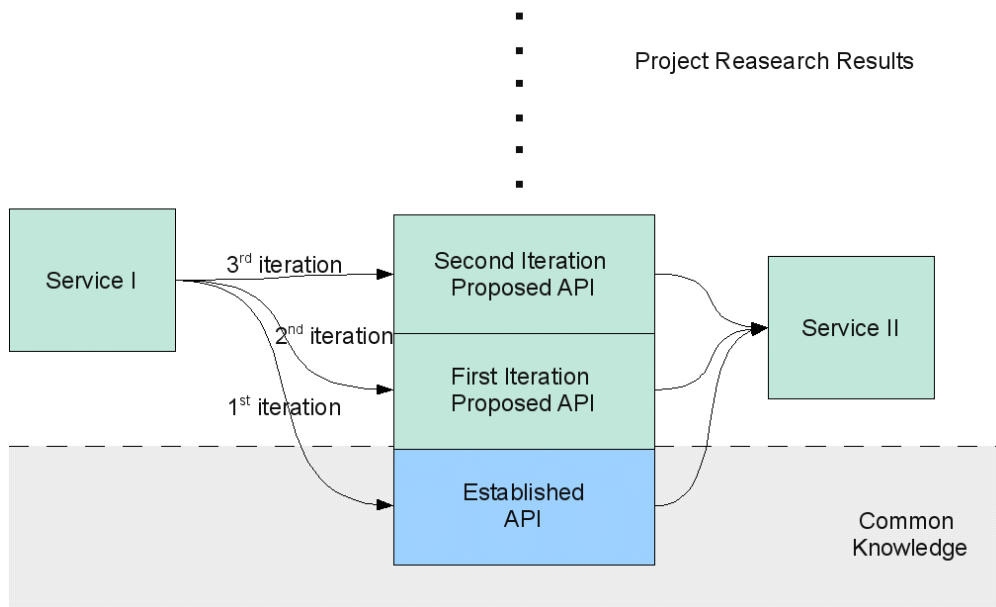 Project Reasearch Results
Service I
3rd iteration
Second Iteration
Proposed API
2nd iteration
Service II
First Iteration
Proposed API
1st iteration
Established
API
Common
Knowledge